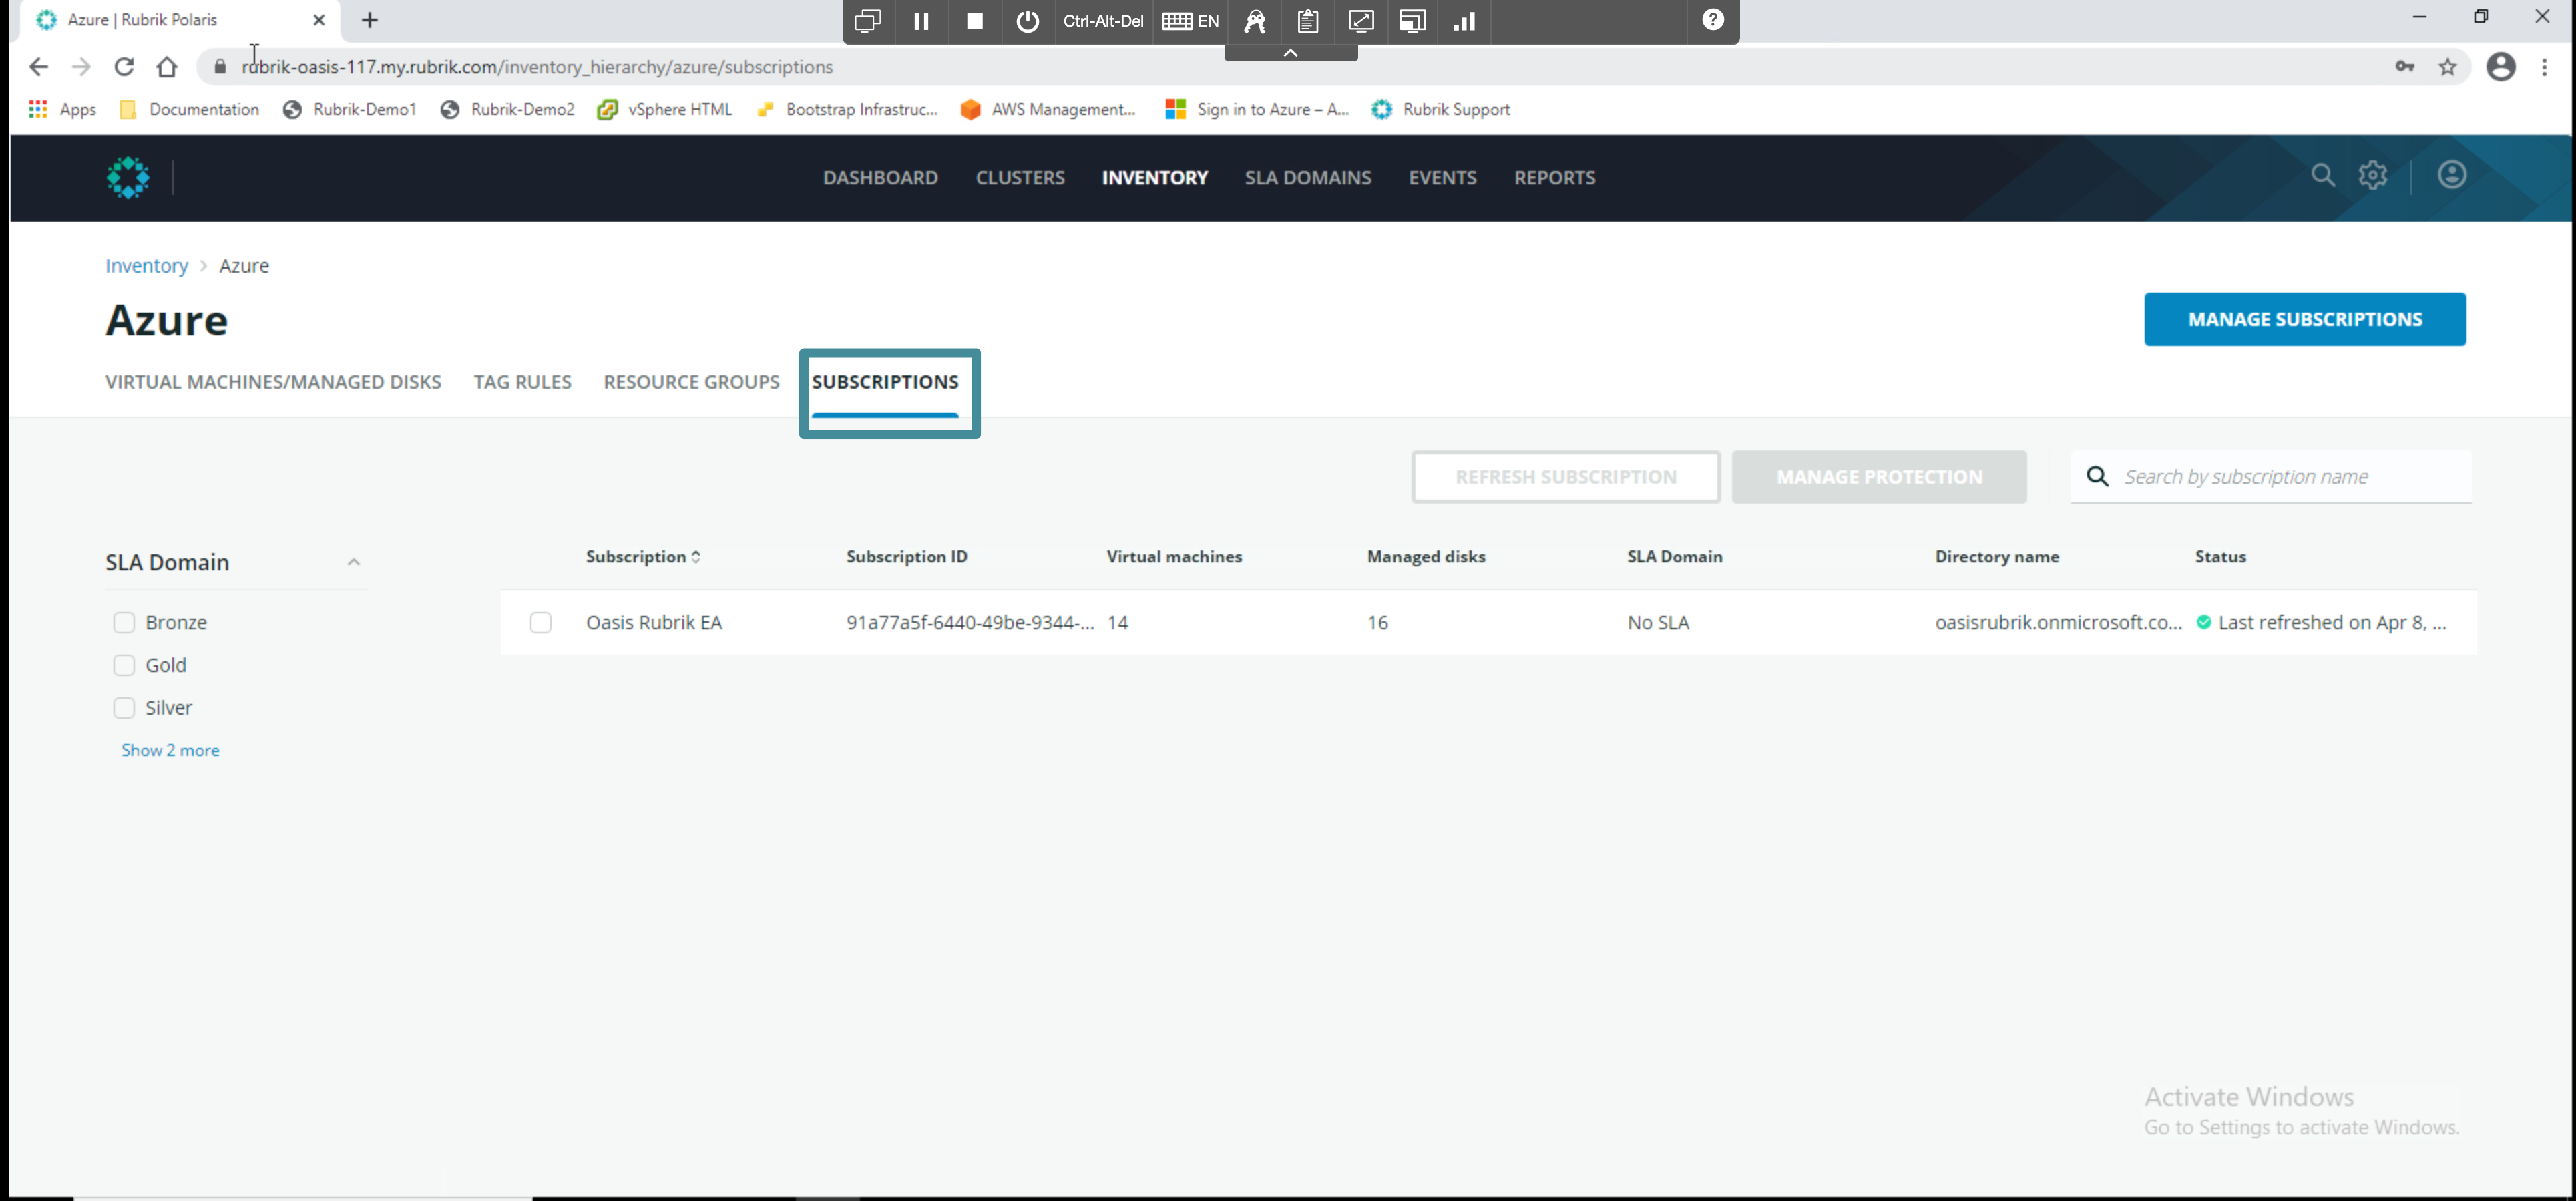 Azure | Rubrik Polaris
Ctrl-Alt-Del EN
rubrik-oasis-117.my.rubrik.com/inventory_hierarchy/azure/subscriptions
Apps Documentation Rubrik-Demo1 Rubrik-Demo2 vSphere HTML Bootstrap Infrastruc... AWS Management... Sign in to Azure – A... Rubrik Support
DASHBOARD CLUSTERS INVENTORY SLA DOMAINS EVENTS REPORTS
Inventory > Azure
Azure
MANAGE SUBSCRIPTIONS
VIRTUAL MACHINES/MANAGED DISKS TAG RULES RESOURCE GROUPS SUBSCRIPTIONS
REFRESH SUBSCRIPTION MANAGE PROTECTION Search by subscription name
SLA Domain
Bronze
Gold
Silver
Show 2 more
Subscription Subscription ID Virtual machines Managed disks SLA Domain Directory name Status
Oasis Rubrik EA 91a77a5f-6440-49be-9344-... 14 16 No SLA oasisrubrik.onmicrosoft.co... Last refreshed on Apr 8, ...
Activate Windows
Go to Settings to activate Windows.